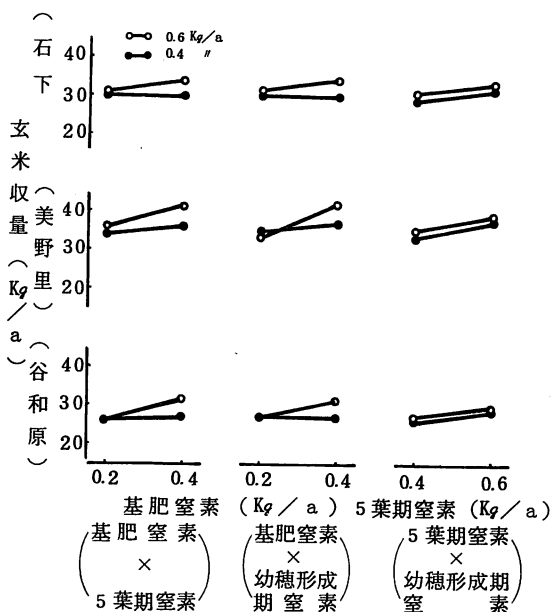 0.6 Kg/a
0.4 〃
玄米収量(Kg/a)
(石下)
40
30
20
(美野里)
40
30
20
(谷和原)
40
30
20
0.2 0.4 0.2 0.4 0.4 0.6
基肥窒素 (Kg/a) 5葉期窒素 (Kg/a)
(基肥窒素
×
5葉期窒素)
(基肥窒素
×
幼穂形成
期窒素)
(5葉期窒素
×
幼穂形成期
窒素)